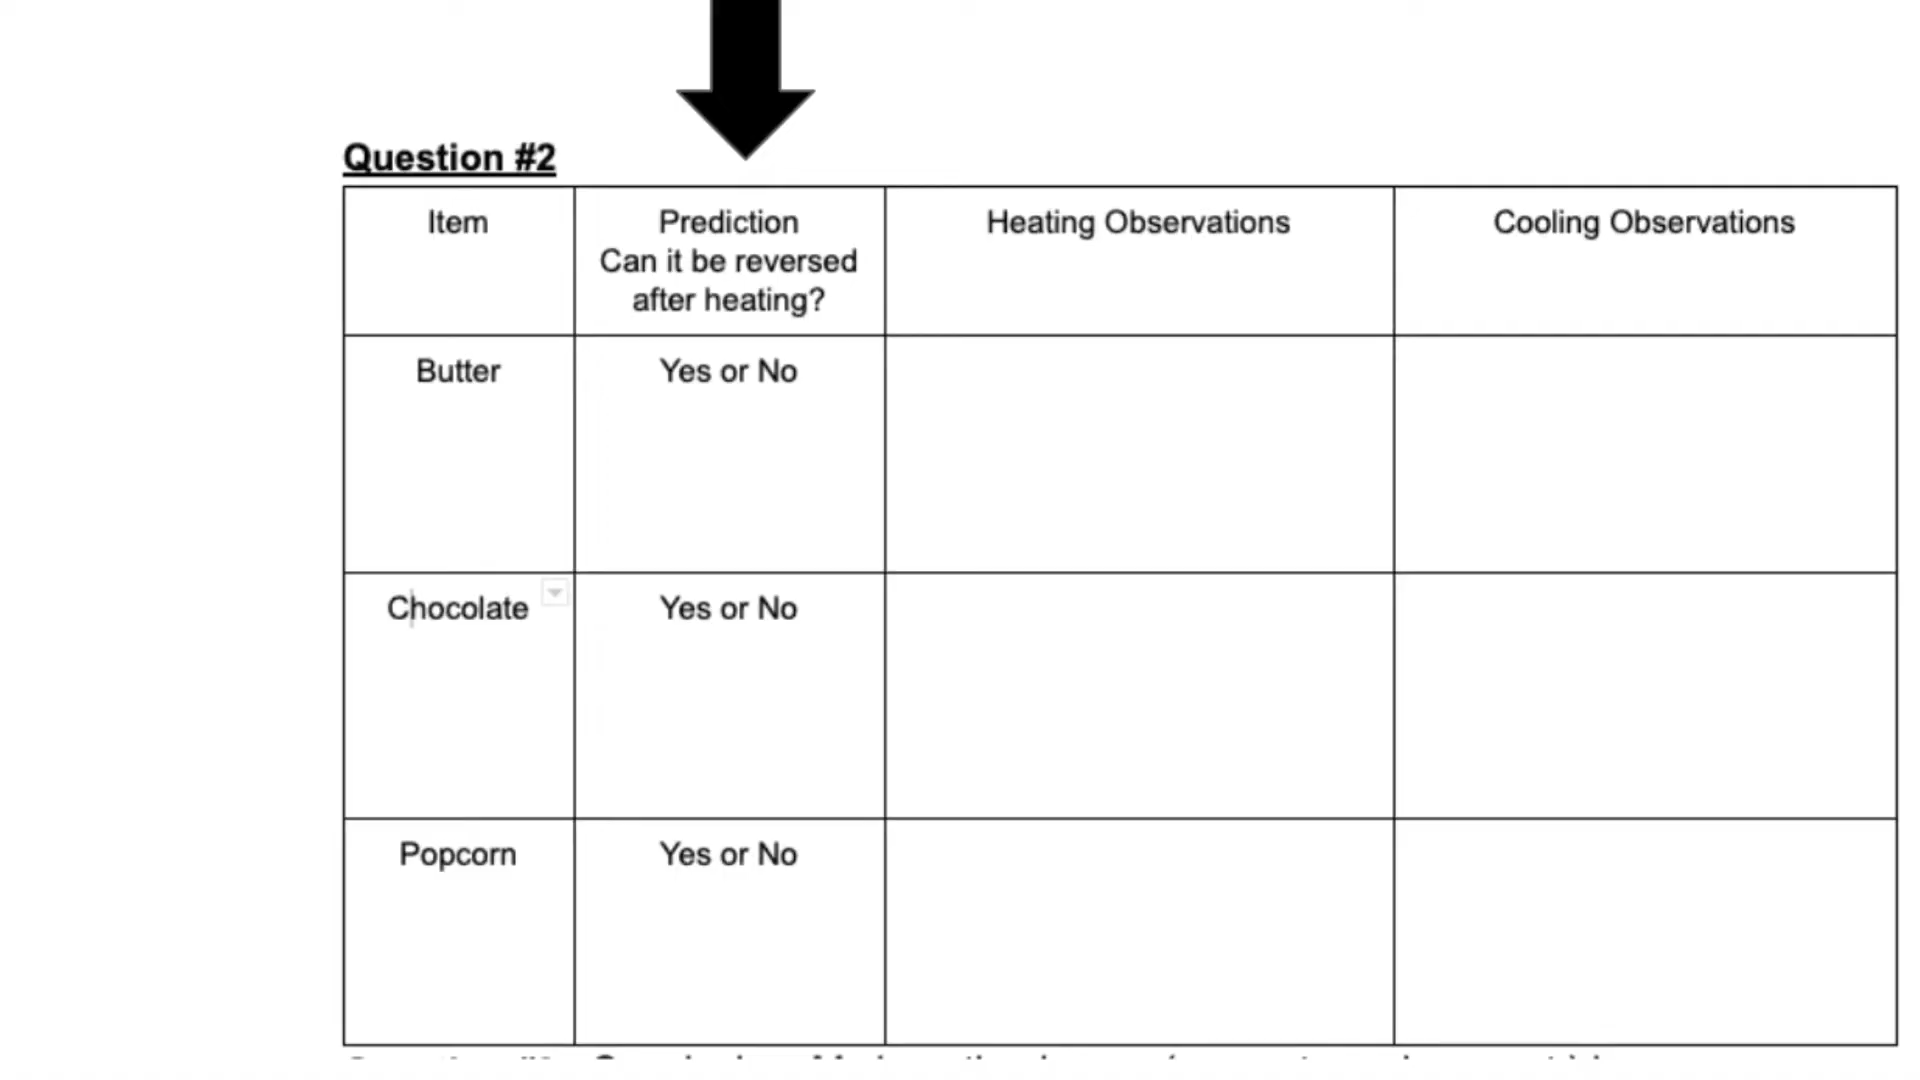 Question #2
Item
Prediction
Can it be reversed
after heating?
Heating Observations
Cooling Observations
Butter
Yes or No
Chocolate
Yes or No
Popcorn
Yes or No